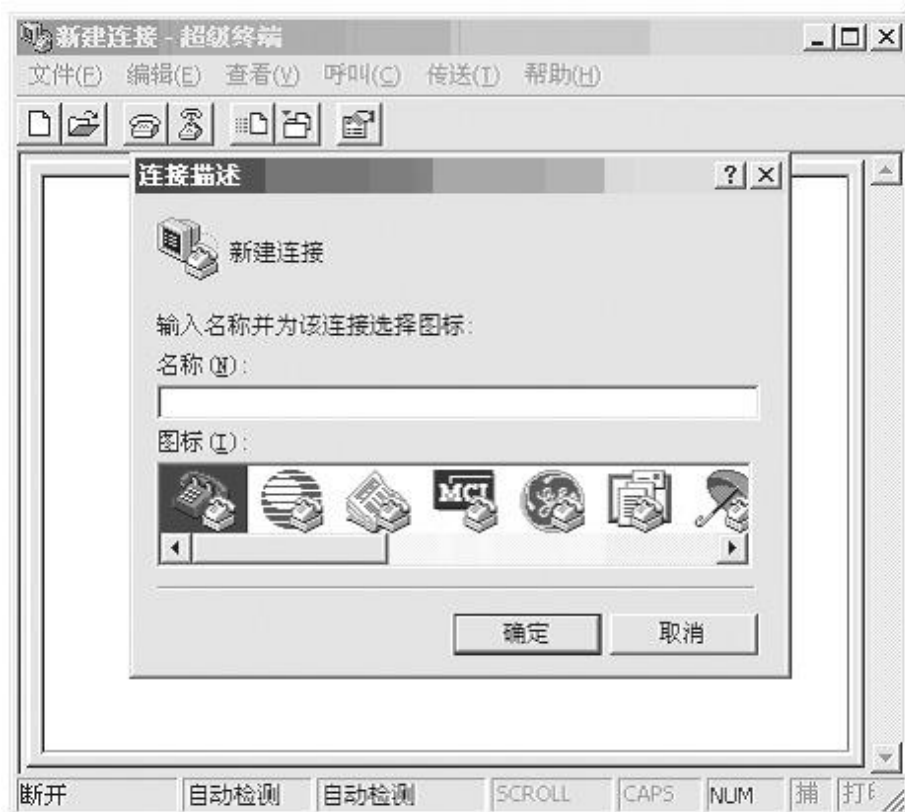 新建连接 - 超级终端
文件(F) 编辑(E) 查看(V) 呼叫(C) 传送(T) 帮助(H)
连接描述
新建连接
输入名称并为该连接选择图标:
名称(N):
图标(I):
MCI
确定 取消
断开 自动检测 自动检测 SCROLL CAPS NUM 捕 打印